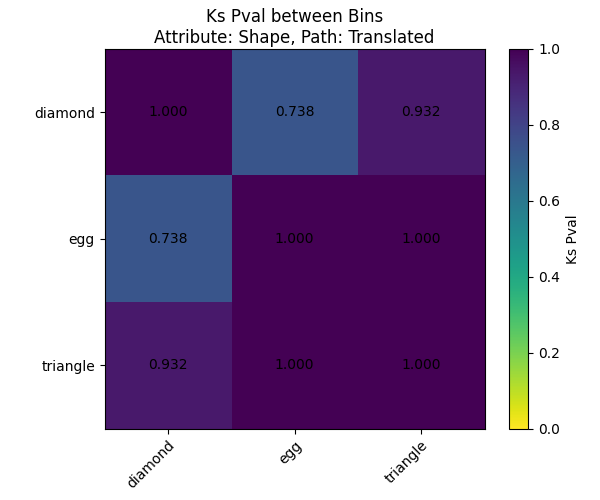 Ks Pval between Bins
Attribute: Shape, Path: Translated
diamond 1.000 0.738 0.932
egg 0.738 1.000 1.000
triangle 0.932 1.000 1.000
diamond egg triangle
1.0
0.8
0.6
0.4
0.2
0.0
Ks Pval